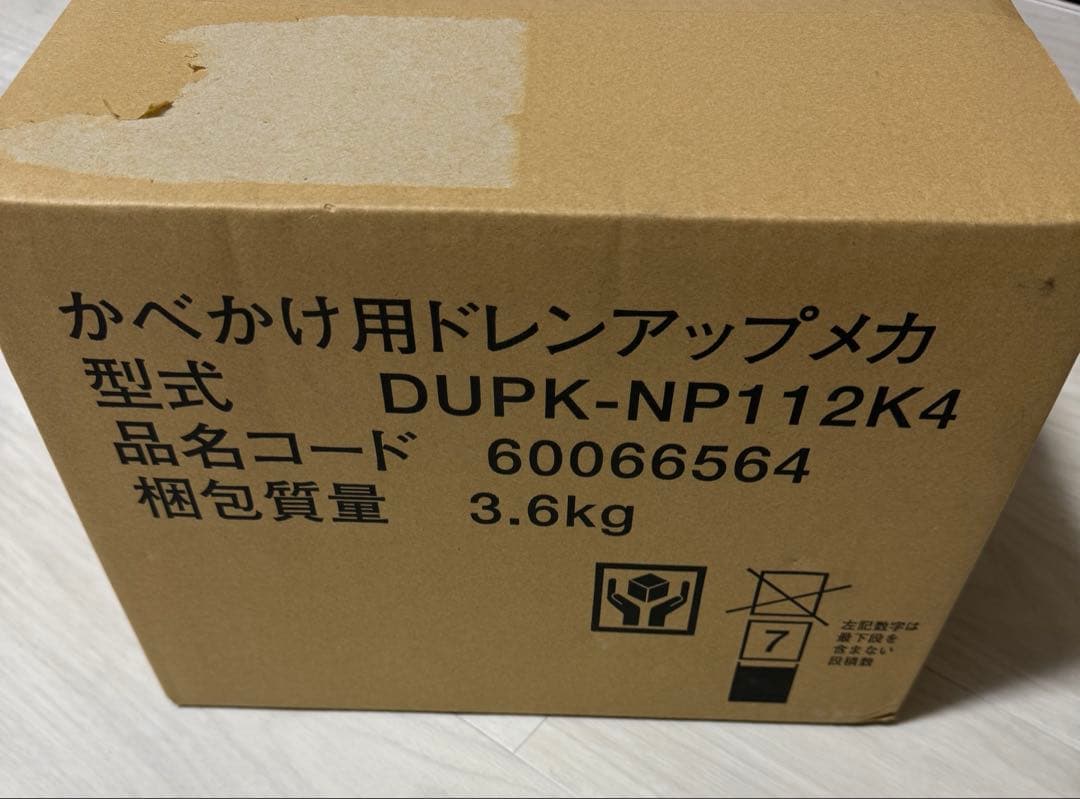 かべかけ用ドレンアップメカ
型式 DUPK-NP112K4
品名コード 60066564
梱包質量 3.6kg
7
左記数字は
最下段を
含まない
段積数